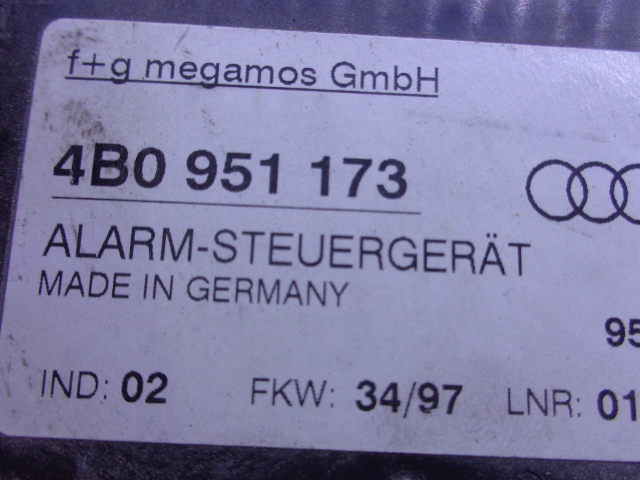 f+g megamos GmbH
4B0 951 173
ALARM-STEUERGERÄT
MADE IN GERMANY
95
IND: 02 FKW: 34/97 LNR: 01